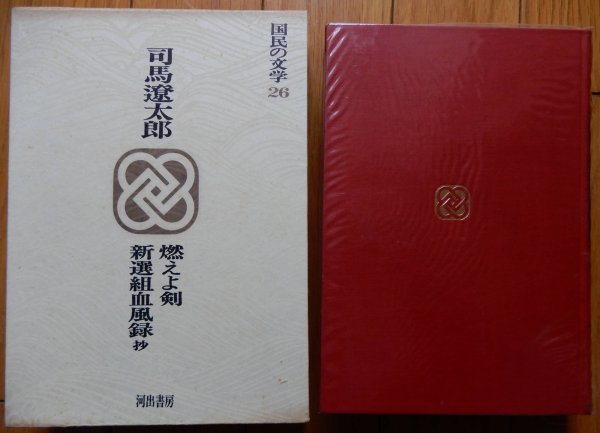 国民の文学
26
司馬遼太郎
燃えよ剣
新選組血風録 抄
河出書房